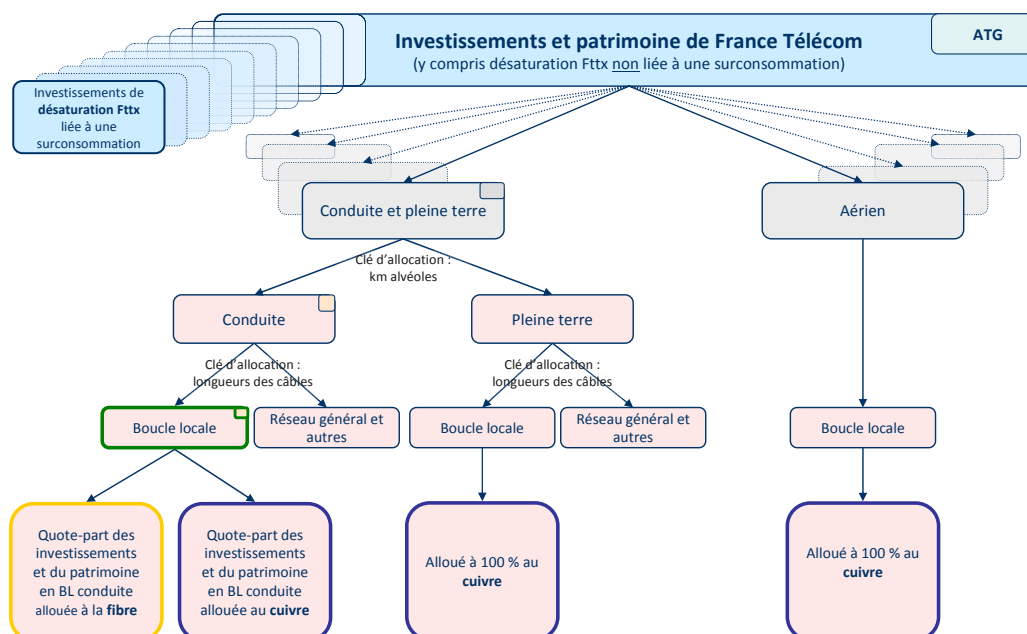 Investissements et patrimoine de France Télécom
(y compris désaturation Fttx non liée à une surconsommation)
ATG
Investissements de
désaturation Fttx
liée à une
surconsommation
Conduite et pleine terre
Aérien
Clé d'allocation :
km alvéoles
Conduite
Pleine terre
Clé d'allocation :
longueurs des câbles
Clé d'allocation :
longueurs des câbles
Boucle locale
Réseau général et
autres
Boucle locale
Réseau général et
autres
Boucle locale
Quote-part des
investissements
et du patrimoine
en BL conduite
allouée à la fibre
Quote-part des
investissements
et du patrimoine
en BL conduite
allouée au cuivre
Alloué à 100 % au
cuivre
Alloué à 100 % au
cuivre